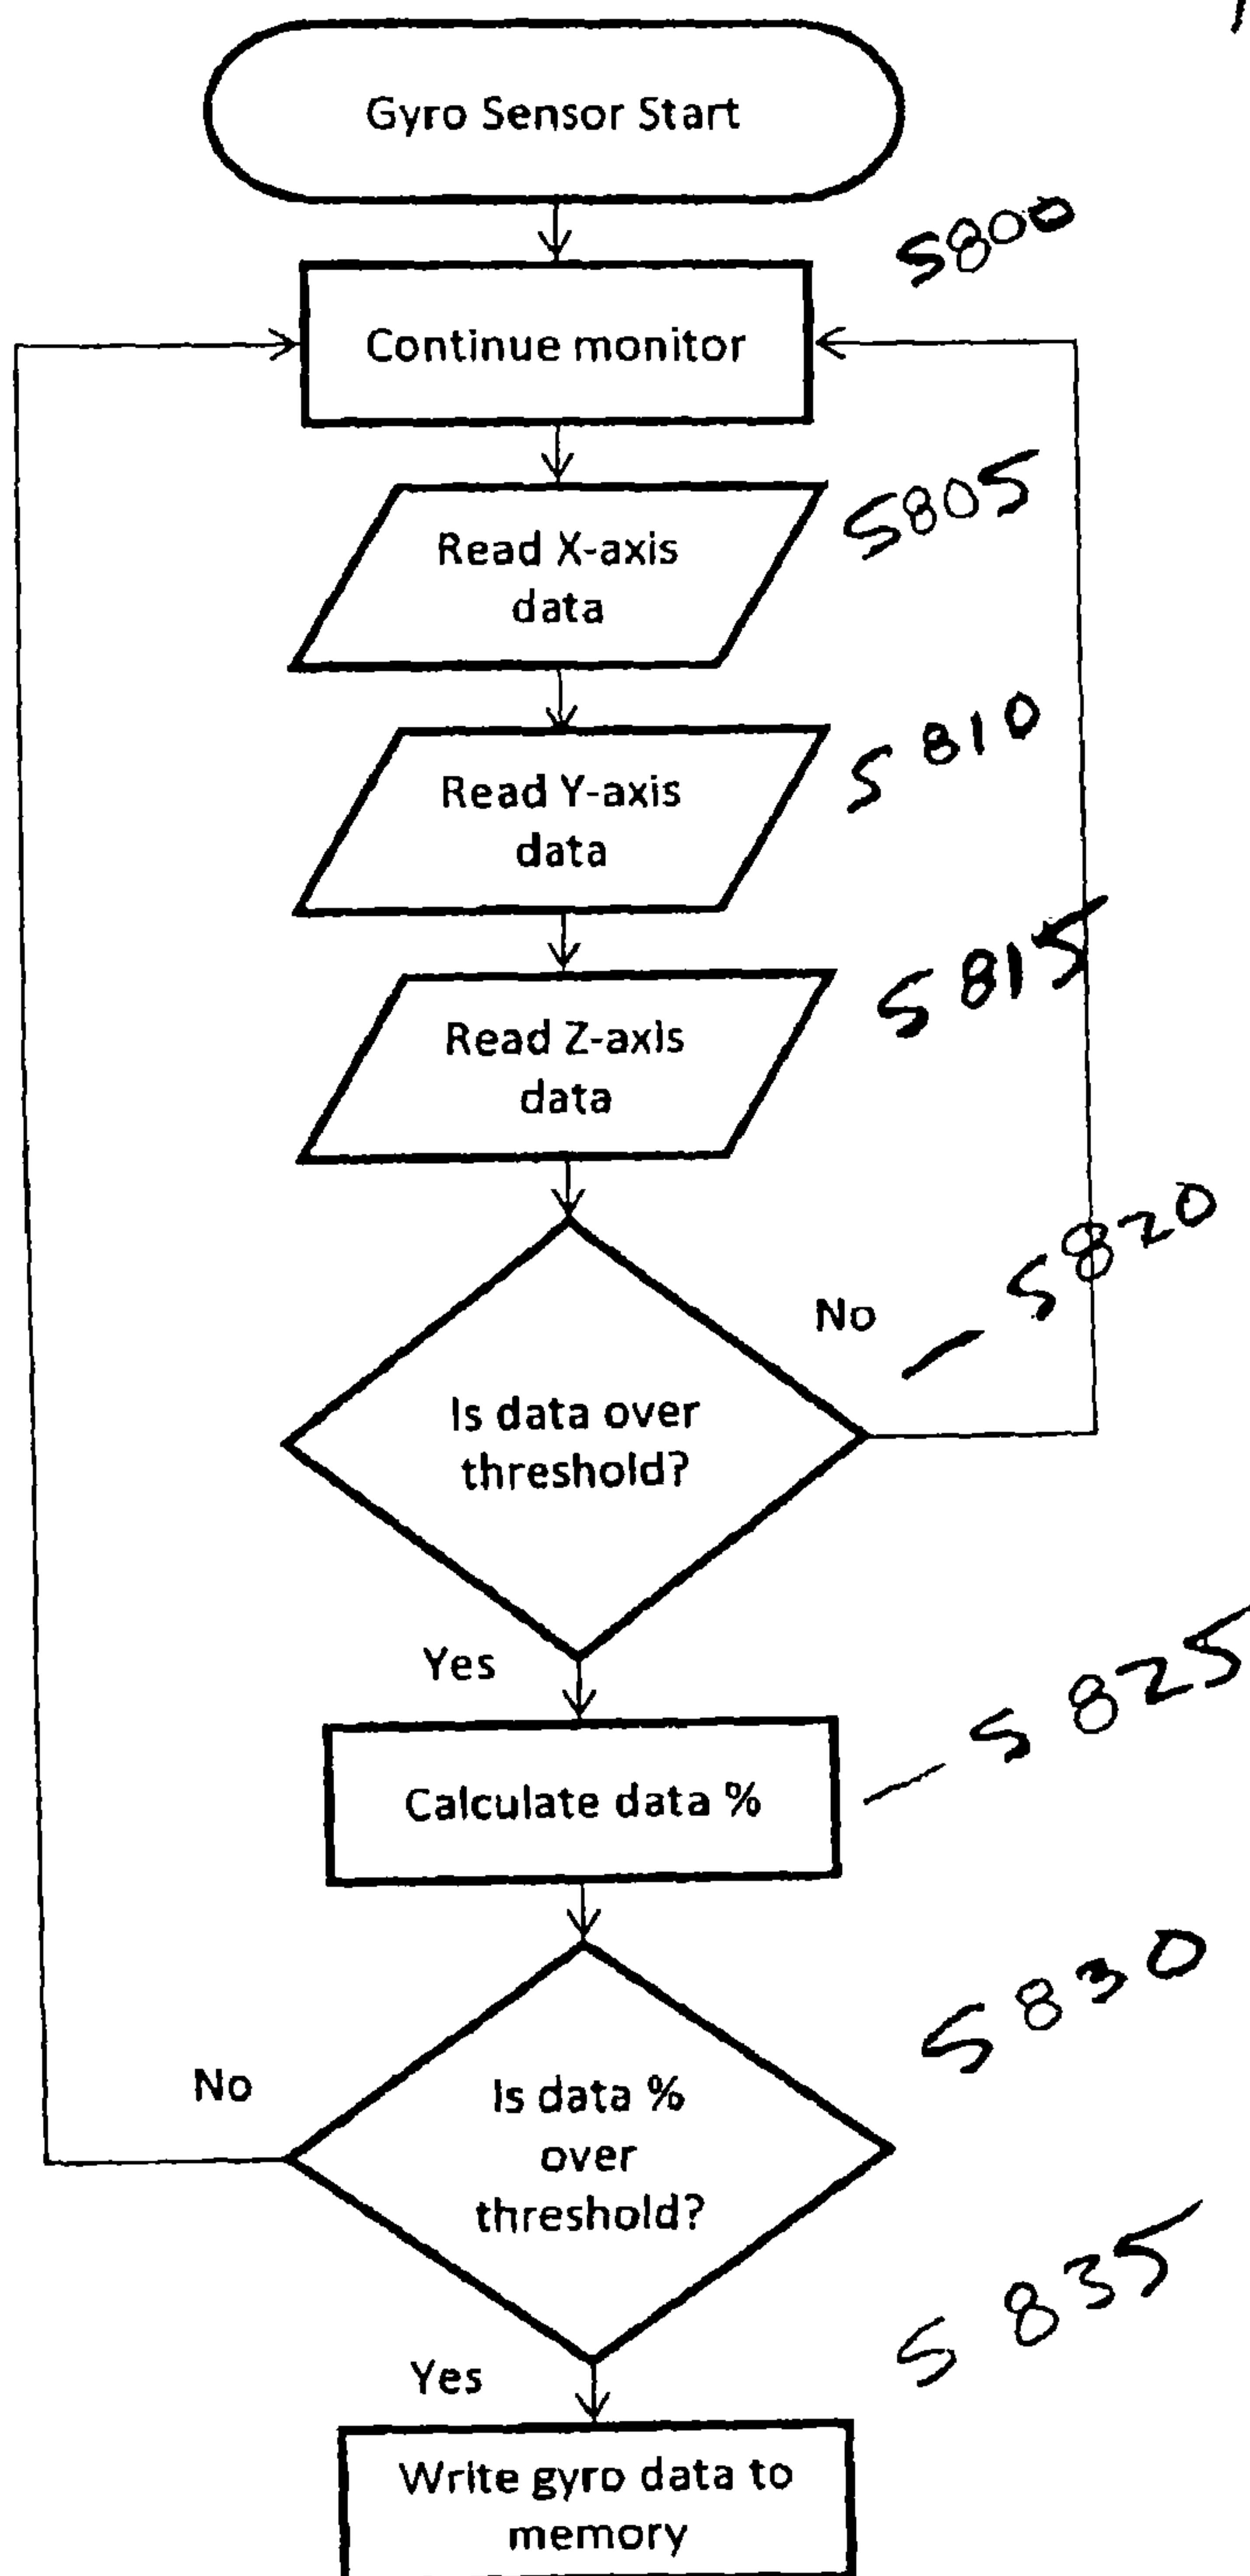 Gyro Sensor Start
S800
Continue monitor
S805
Read X-axis
data
S810
Read Y-axis
data
S815
Read Z-axis
data
S820
No
Is data over
threshold?
Yes
S825
Calculate data %
S830
No
Is data %
over
threshold?
S835
Yes
Write gyro data to
memory